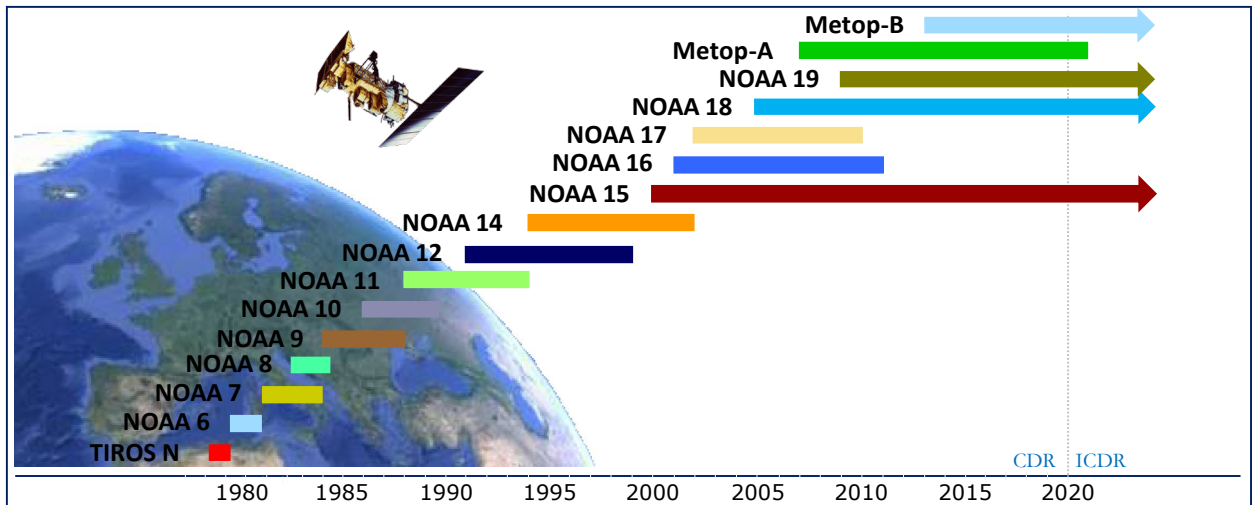 Metop-B
Metop-A
NOAA 19
NOAA 18
NOAA 17
NOAA 16
NOAA 15
NOAA 14
NOAA 12
NOAA 11
NOAA 10
NOAA 9
NOAA 8
NOAA 7
NOAA 6
TIROS N
CDR ICDR
1980 1985 1990 1995 2000 2005 2010 2015 2020